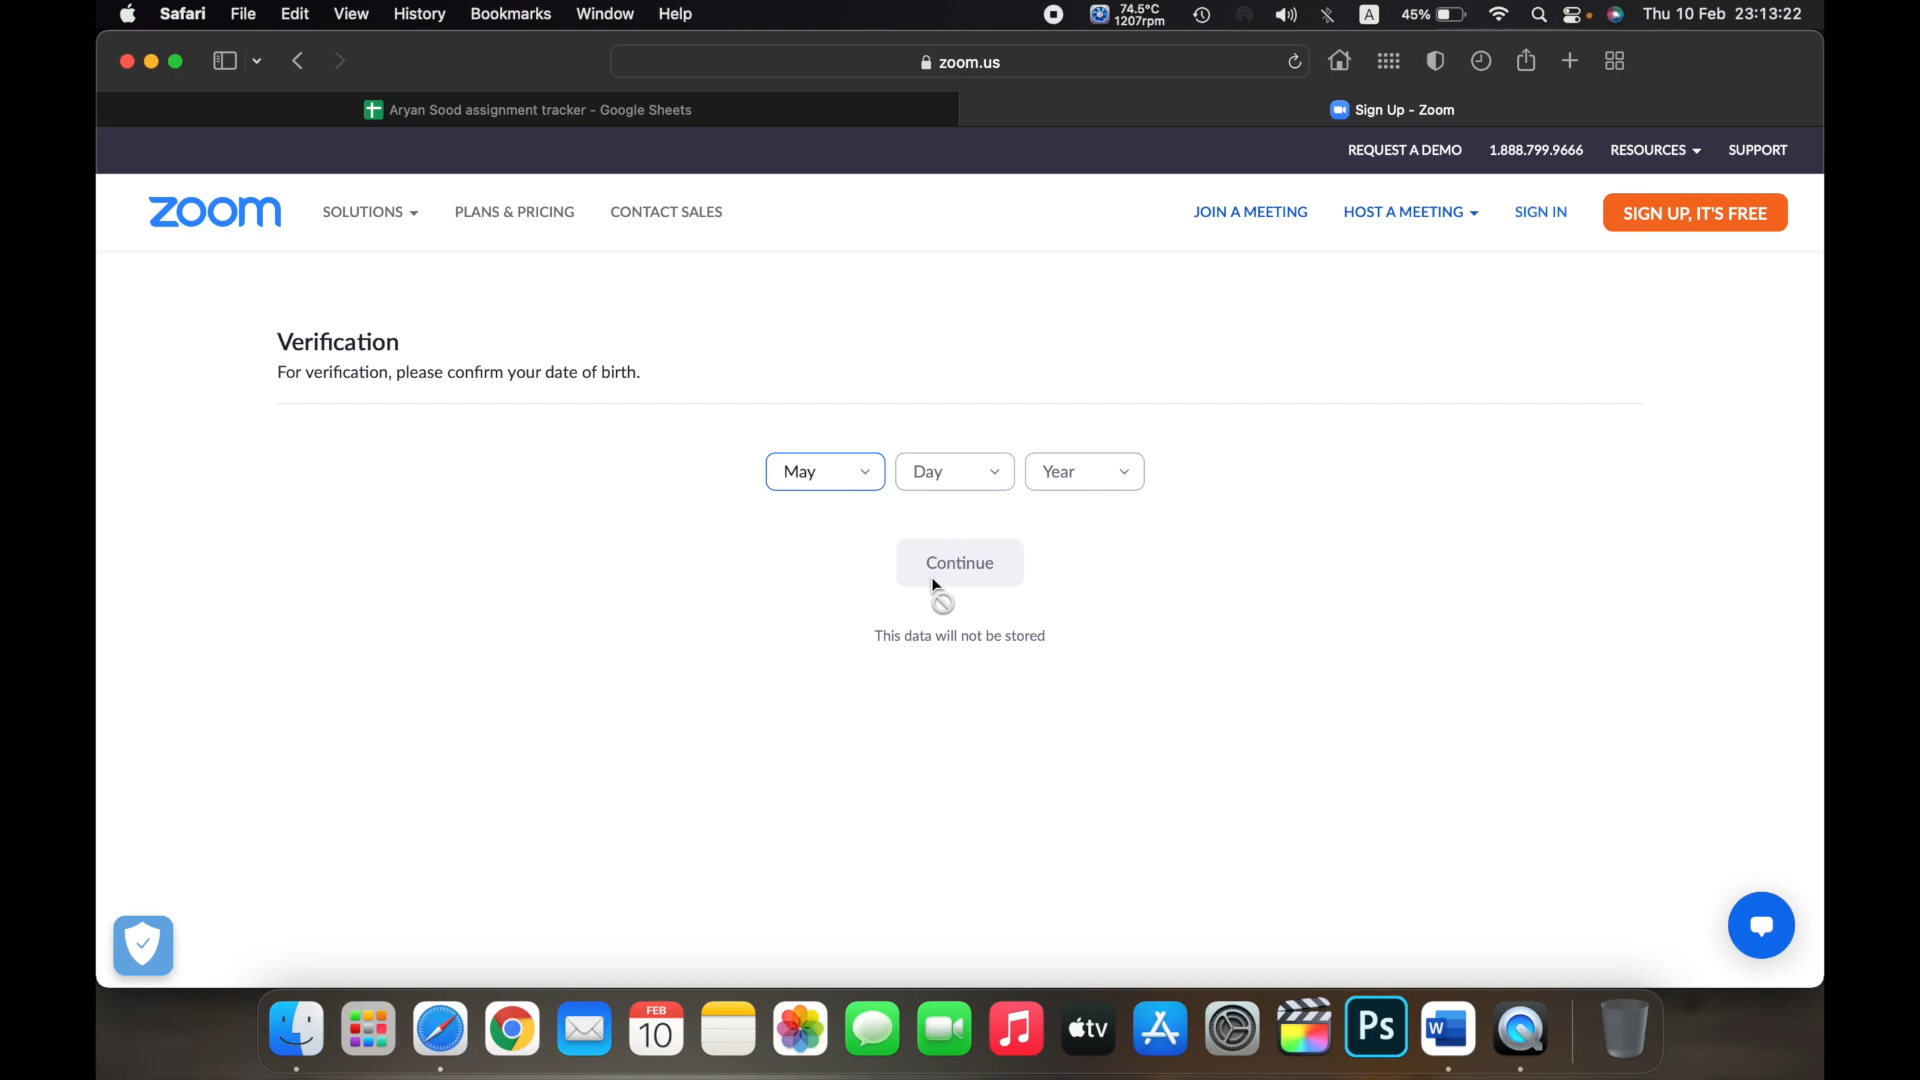 Safari File Edit View History Bookmarks Window Help 74.5°C 1207rpm A 45% Thu 10 Feb 23:13:22
zoom.us
Aryan Sood assignment tracker - Google Sheets
Sign Up - Zoom
REQUEST A DEMO 1.888.799.9666 RESOURCES SUPPORT
zoom SOLUTIONS PLANS & PRICING CONTACT SALES JOIN A MEETING HOST A MEETING SIGN IN SIGN UP, IT'S FREE
Verification
For verification, please confirm your date of birth.
May Day Year
Continue
This data will not be stored
FEB
10
tv
Ps
W